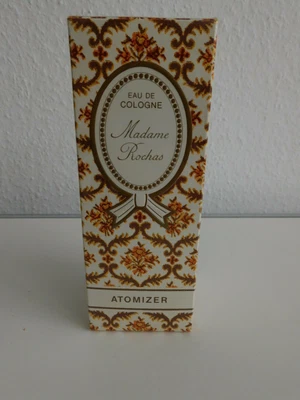 EAU DE
COLOGNE
Madame
Rochas
ATOMIZER